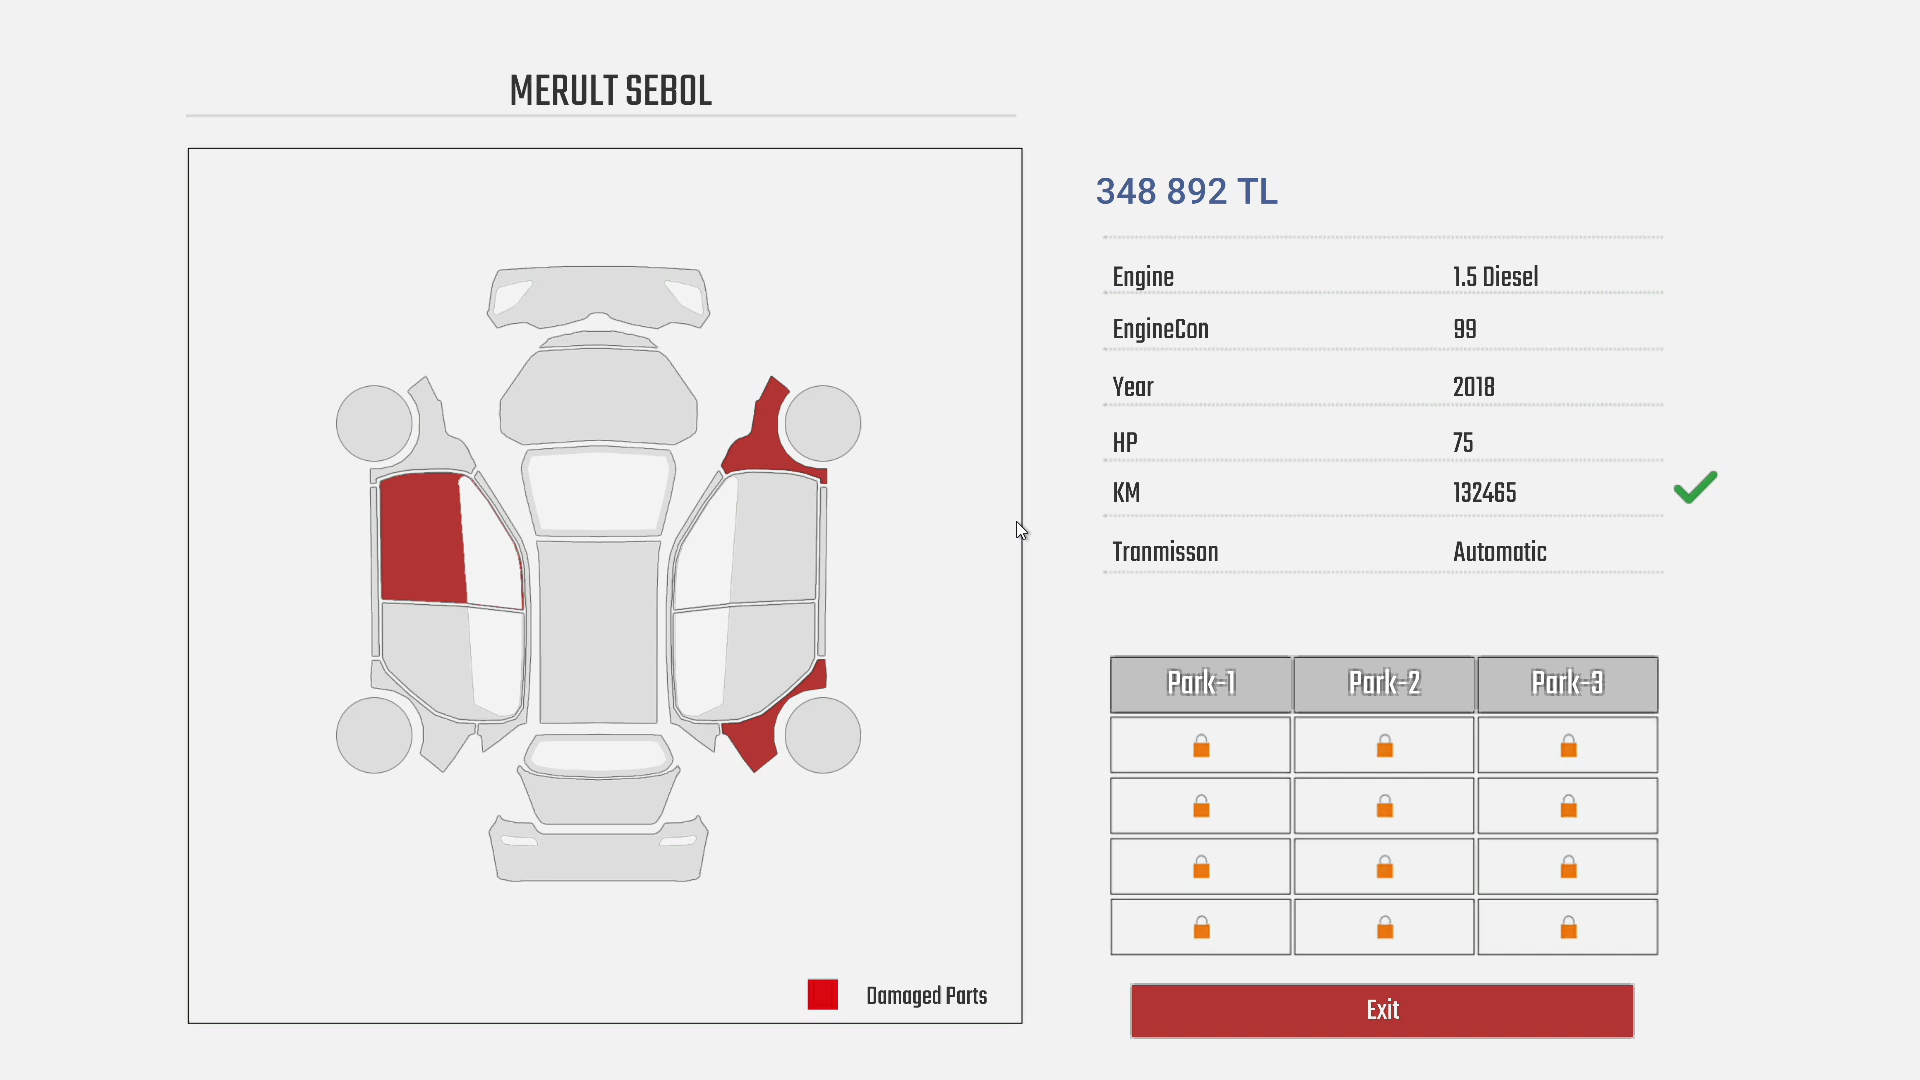 MERULT SEBOL
348 892 TL
Engine 1.5 Diesel
EngineCon 99
Year 2018
HP 75
KM 132465
Tranmisson Automatic
Park-1 Park-2 Park-3
Damaged Parts
Exit